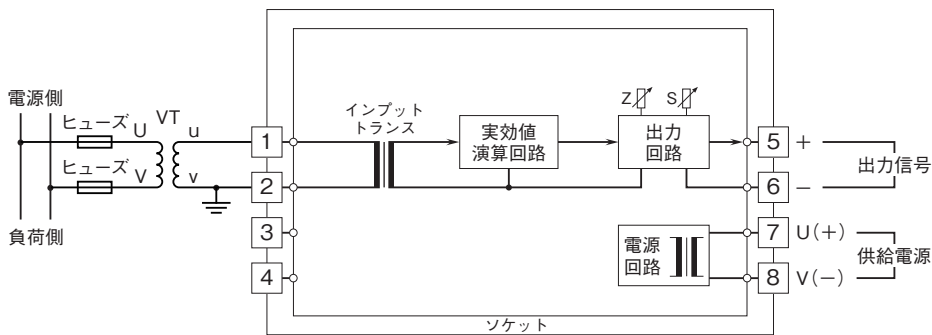 電源側
ヒューズ U VT u
ヒューズ V v
負荷側
1
2
3
4
インプット
トランス
実効値
演算回路
Z S
出力
回路
電源
回路
5 +
6 −
出力信号
7 U(+)
8 V(−)
供給電源
ソケット